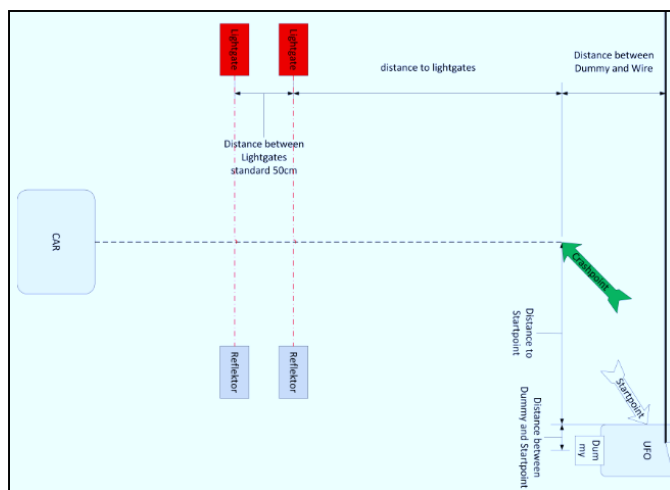 Lightgate
Lightgate
distance to lightgates
Distance between
Dummy and Wire
Distance between
Lightgates
standard 50cm
CAR
Crashpoint
Distance to
Startpoint
Reflektor
Reflektor
Startpoint
Distance between
Dummy and Startpoint
Dum
my
UFO